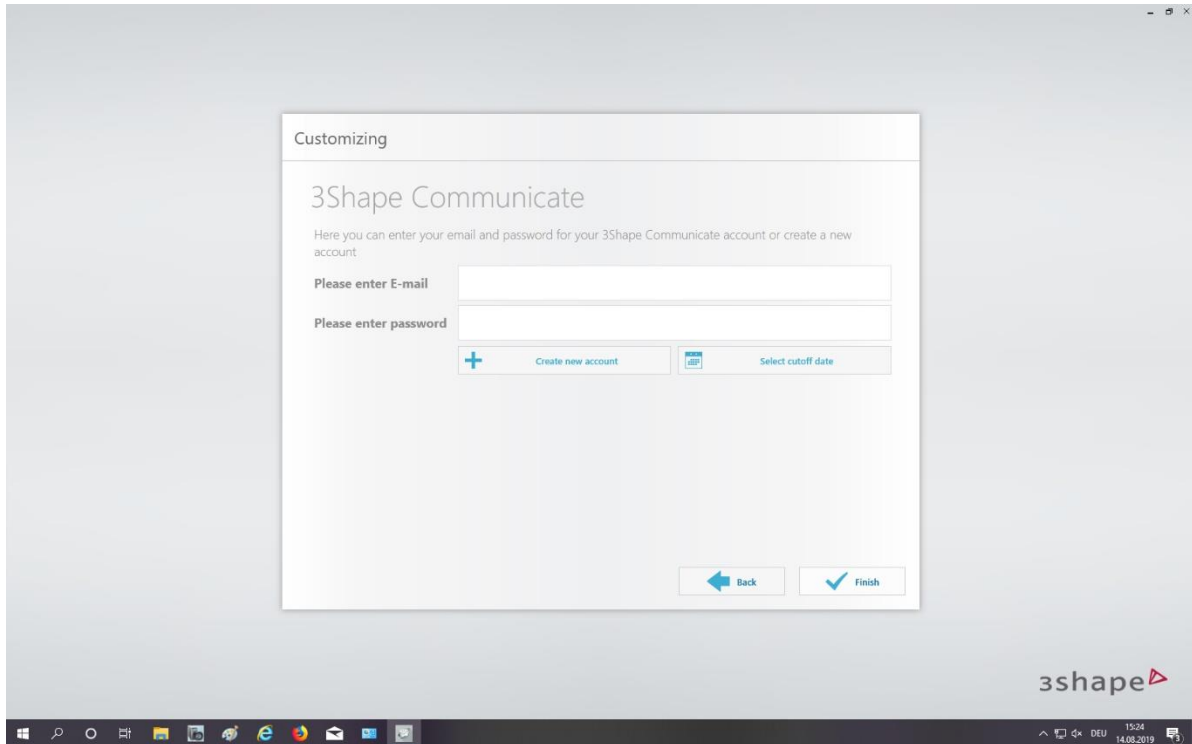 Customizing
3Shape Communicate
Here you can enter your email and password for your 3Shape Communicate account or create a new
account
Please enter E-mail
Please enter password
Create new account
Select cutoff date
Back
Finish
3shape
DEU
15:24
14.08.2019
3